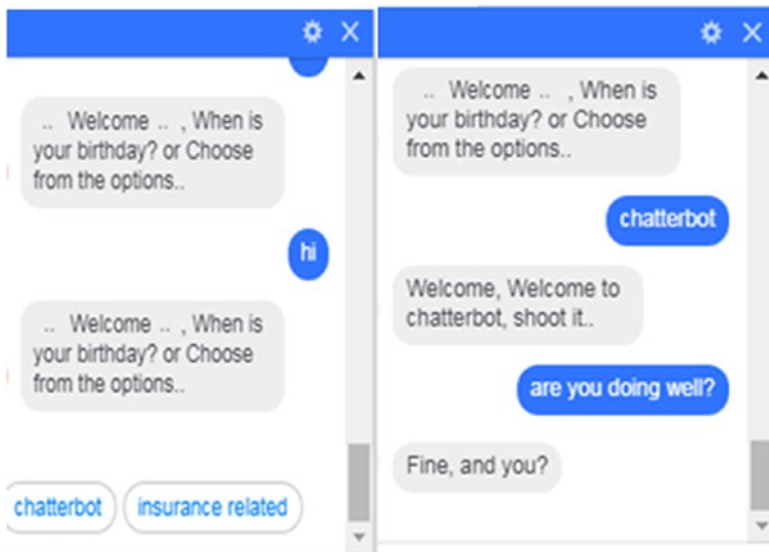 .. Welcome .. , When is
your birthday? or Choose
from the options..
hi
.. Welcome .. , When is
your birthday? or Choose
from the options..
chatterbot
insurance related
.. Welcome .. , When is
your birthday? or Choose
from the options..
chatterbot
Welcome, Welcome to
chatterbot, shoot it..
are you doing well?
Fine, and you?